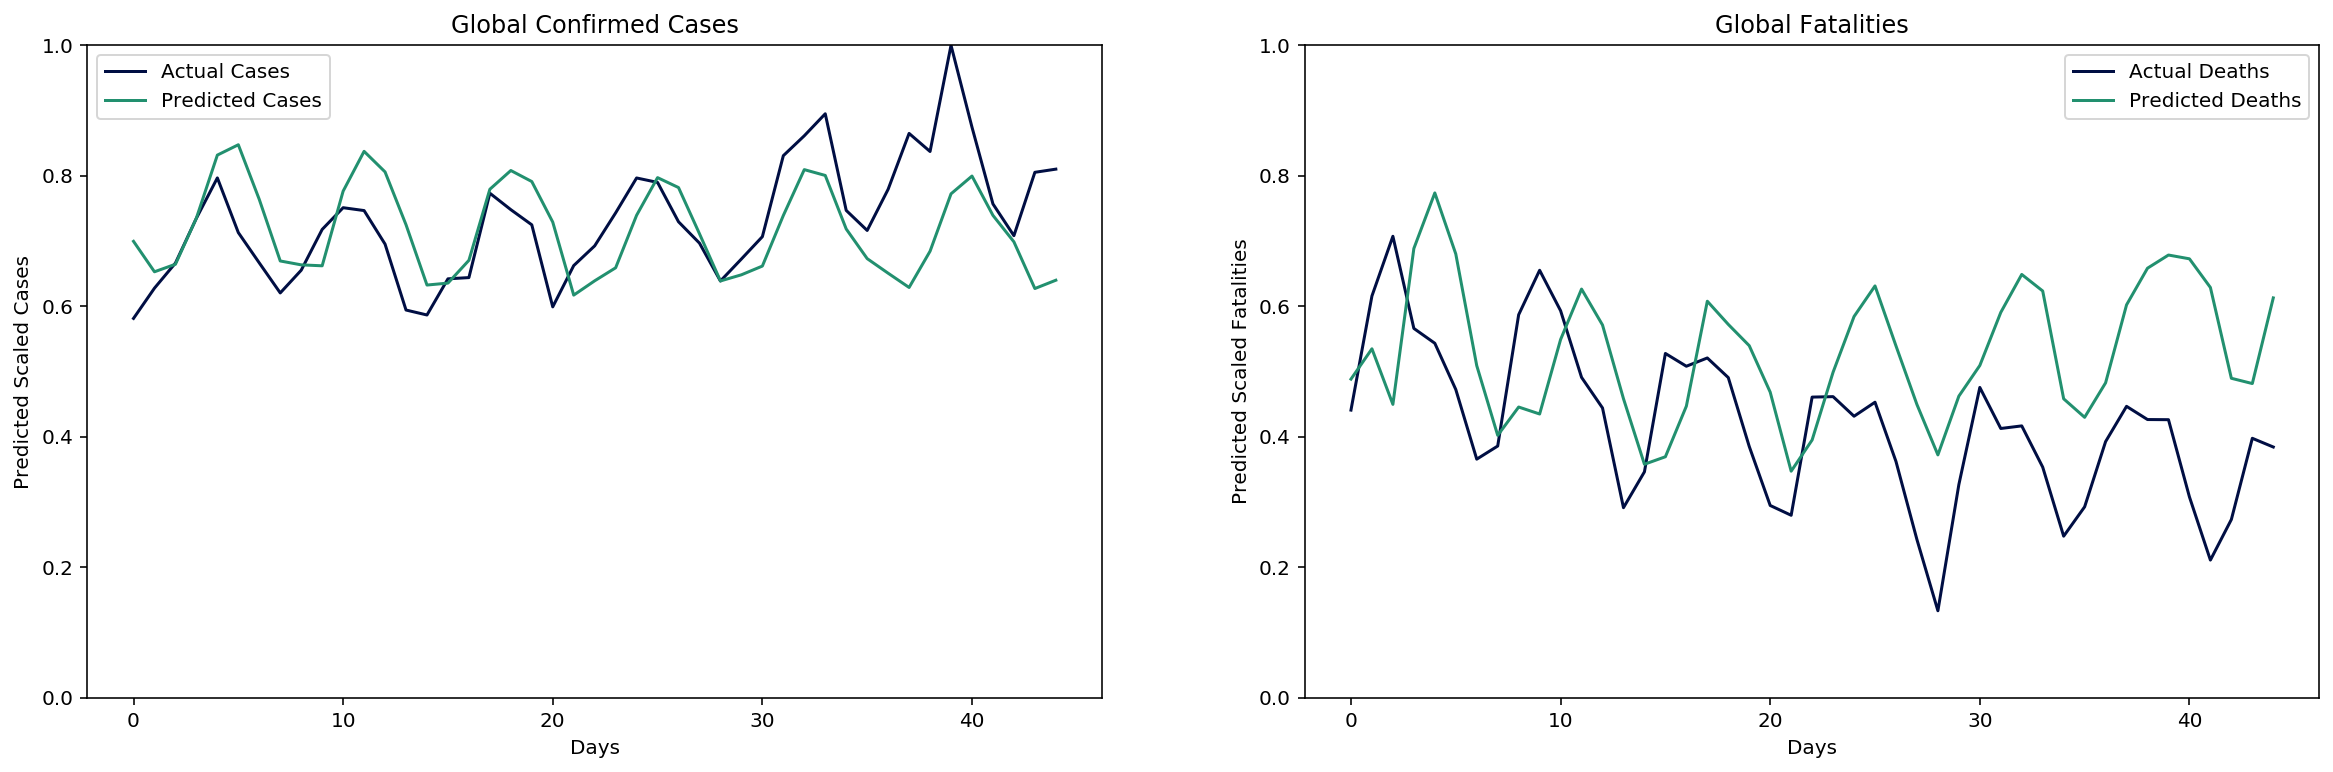 Global Confirmed Cases
Actual Cases
Predicted Cases
Predicted Scaled Cases
1.0
0.8
0.6
0.4
0.2
0.0
0 10 20 30 40
Days
Global Fatalities
Actual Deaths
Predicted Deaths
Predicted Scaled Fatalities
1.0
0.8
0.6
0.4
0.2
0.0
0 10 20 30 40
Days